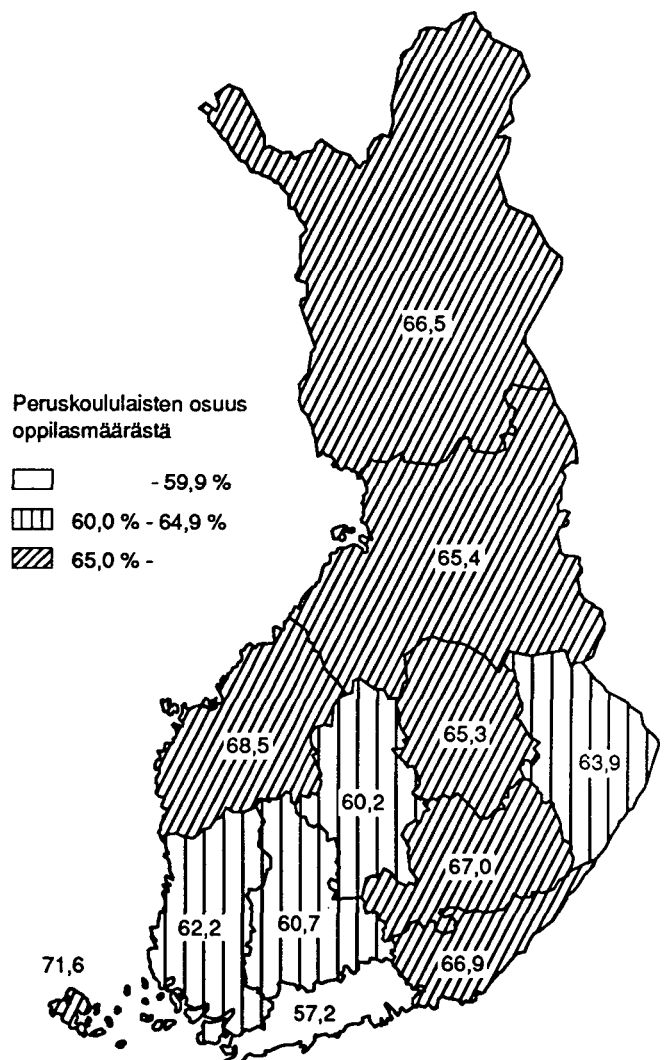 66,5
Peruskoululaisten osuus
oppilasmäärästä
- 59,9 %
60,0 % - 64,9 %
65,0 % -
65,4
68,5
65,3
63,9
60,2
67,0
62,2
60,7
71,6
66,9
57,2